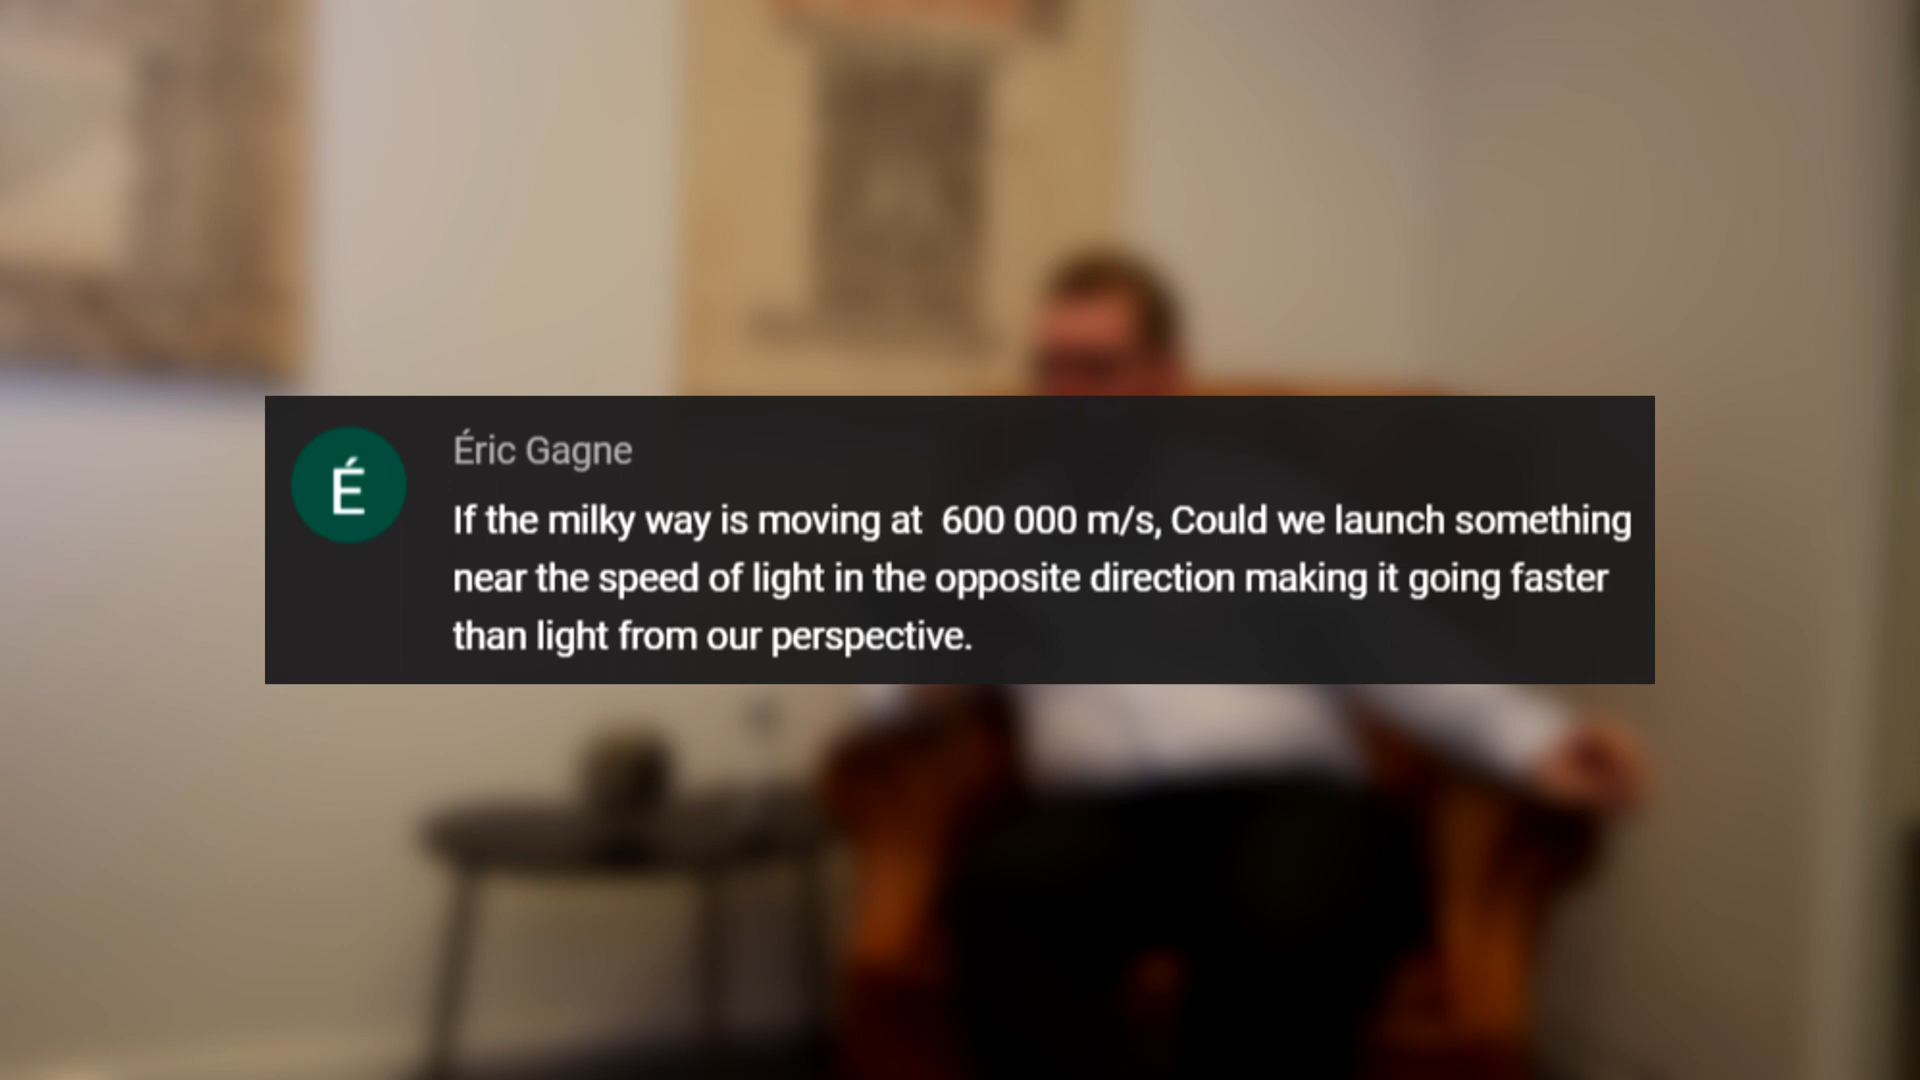 É
Éric Gagne
If the milky way is moving at  600 000 m/s, Could we launch something
near the speed of light in the opposite direction making it going faster
than light from our perspective.